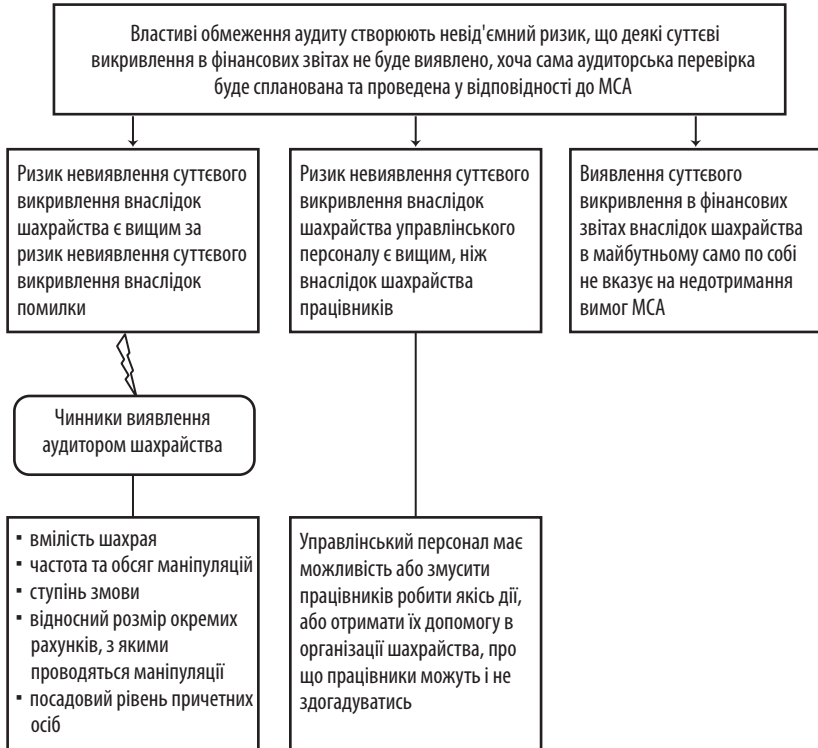 Властиві обмеження аудиту створюють невід'ємний ризик, що деякі суттєві
викривлення в фінансових звітах не буде виявлено, хоча сама аудиторська перевірка
буде спланована та проведена у відповідності до МСА
Ризик невиявлення суттєвого
викривлення внаслідок
шахрайства є вищим за
ризик невиявлення суттєвого
викривлення внаслідок
помилки
Ризик невиявлення суттєвого
викривлення внаслідок
шахрайства управлінського
персоналу є вищим, ніж
внаслідок шахрайства
працівників
Виявлення суттєвого
викривлення в фінансових
звітах внаслідок шахрайства
в майбутньому само по собі
не вказує на недотримання
вимог МСА
Чинники виявлення
аудитором шахрайства
▪ вмілість шахрая
▪ частота та обсяг маніпуляцій
▪ ступінь змови
▪ відносний розмір окремих
рахунків, з якими
проводяться маніпуляції
▪ посадовий рівень причетних
осіб
Управлінський персонал має
можливість або змусити
працівників робити якісь дії,
або отримати їх допомогу в
організації шахрайства, про
що працівники можуть і не
здогадуватись